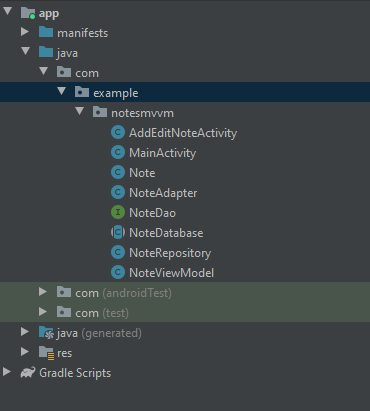 app
manifests
java
com
example
notesmvvm
AddEditNoteActivity
MainActivity
Note
NoteAdapter
NoteDao
NoteDatabase
NoteRepository
NoteViewModel
com (androidTest)
com (test)
java (generated)
res
Gradle Scripts